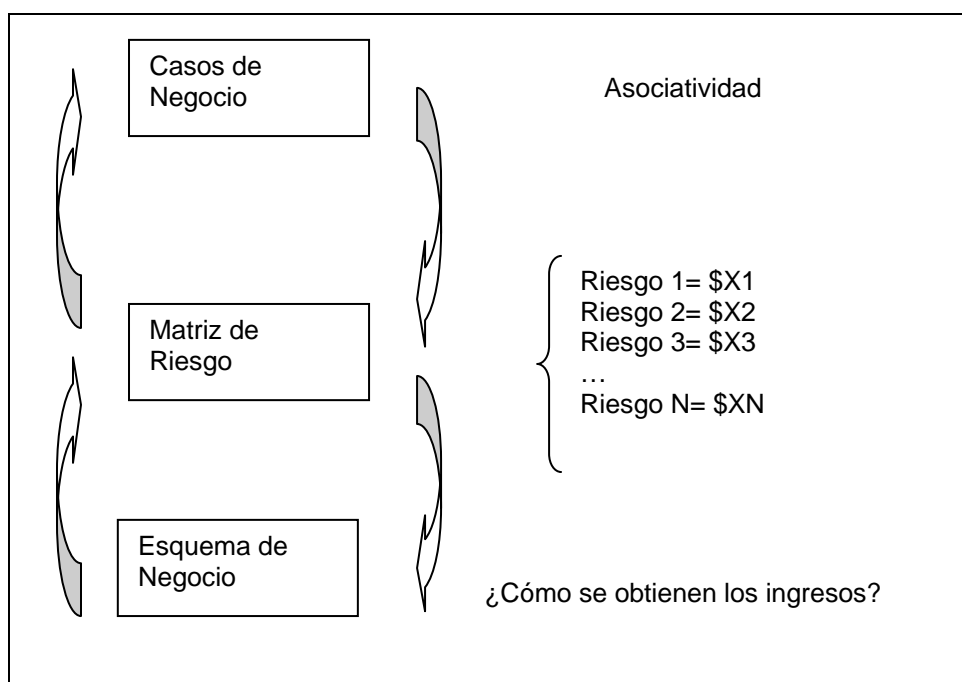 Casos de
Negocio
Asociatividad
Riesgo 1= $X1
Riesgo 2= $X2
Riesgo 3= $X3
…
Riesgo N= $XN
Matriz de
Riesgo
Esquema de
Negocio
¿Cómo se obtienen los ingresos?